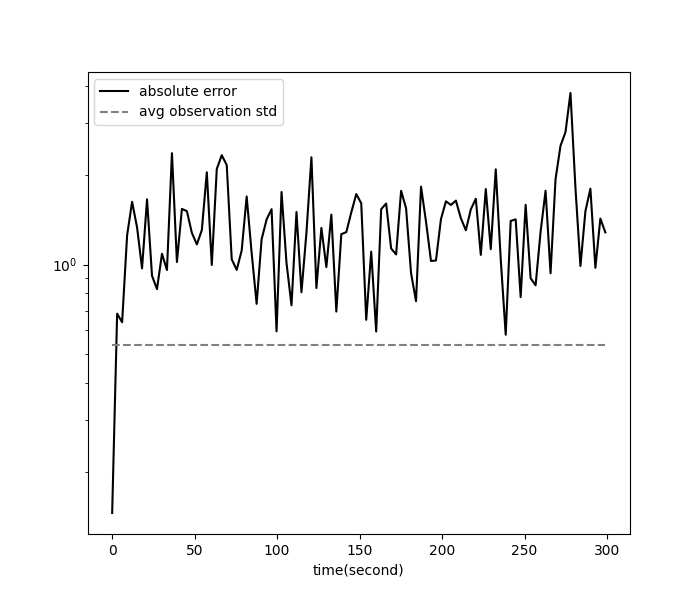 absolute error
avg observation std
10⁰
0 50 100 150 200 250 300
time(second)